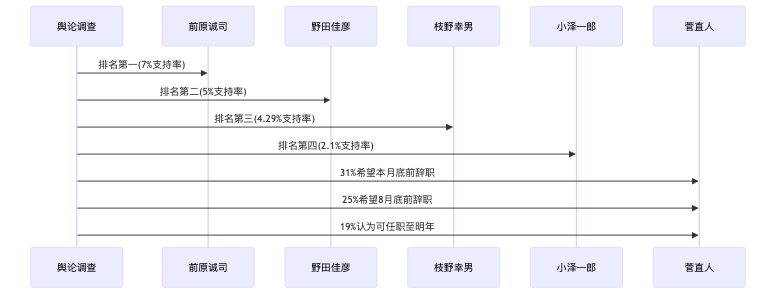 舆论调查 前原诚司 野田佳彦 枝野幸男 小泽一郎 菅直人
排名第一(7%支持率)
排名第二(5%支持率)
排名第三(4.29%支持率)
排名第四(2.1%支持率)
31%希望本月底前辞职
25%希望8月底前辞职
19%认为可任职至明年
舆论调查 前原诚司 野田佳彦 枝野幸男 小泽一郎 菅直人